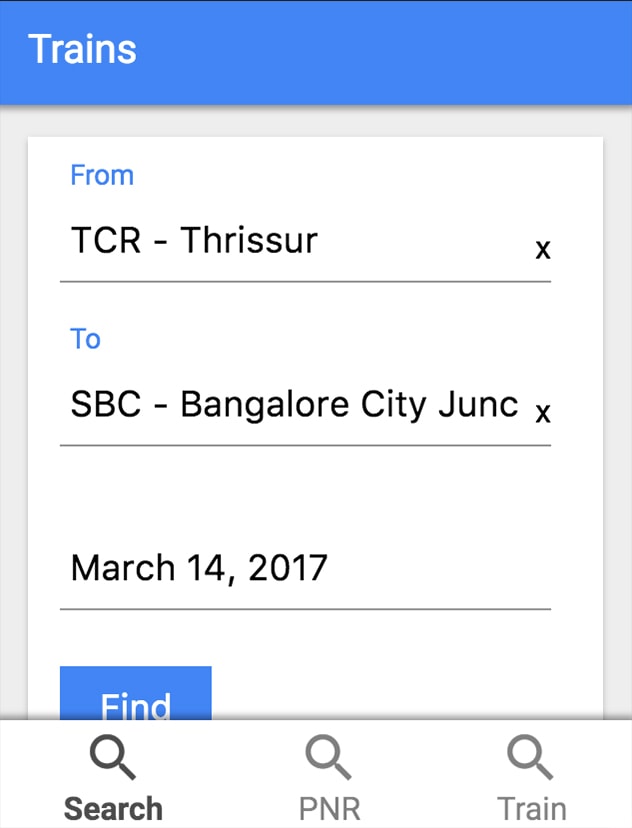 Trains
From
TCR - Thrissur x
To
SBC - Bangalore City Junc x
March 14, 2017
Find
Search PNR Train